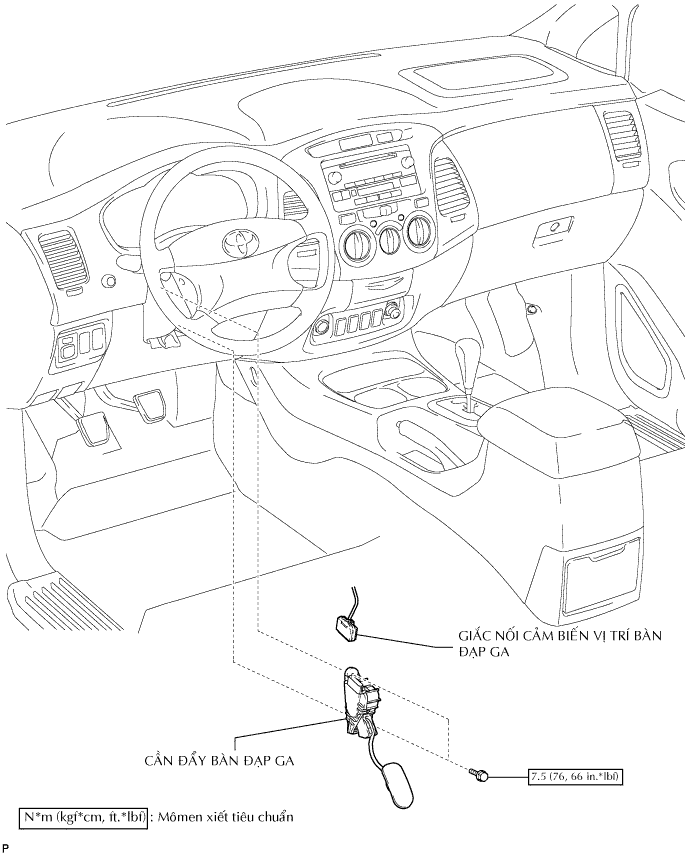 GIẮC NỐI CẢM BIẾN VỊ TRÍ BÀN
ĐẠP GA
CẦN ĐẨY BÀN ĐẠP GA
7.5 (76, 66 in.*lbf)
N*m (kgf*cm, ft.*lbf) : Mômen xiết tiêu chuẩn
P